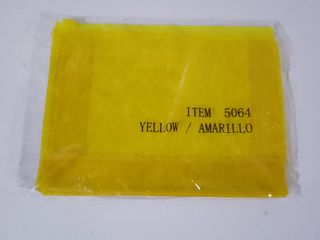 ITEM 5064
YELLOW / AMARILLO